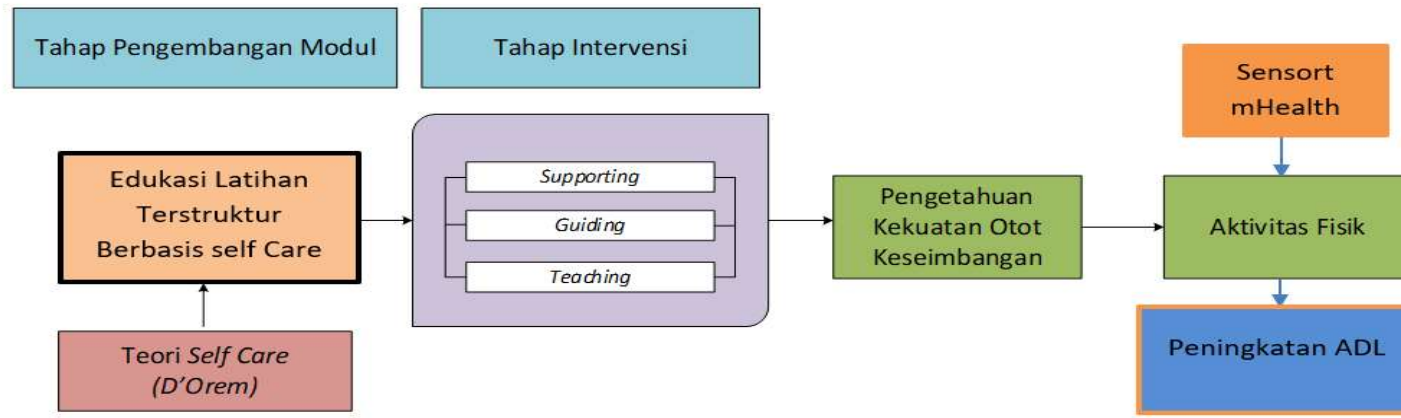 Tahap Pengembangan Modul
Tahap Intervensi
Sensort
mHealth
Edukasi Latihan
Terstruktur
Berbasis self Care
Supporting
Guiding
Teaching
Pengetahuan
Kekuatan Otot
Keseimbangan
Aktivitas Fisik
Teori Self Care
(D'Orem)
Peningkatan ADL